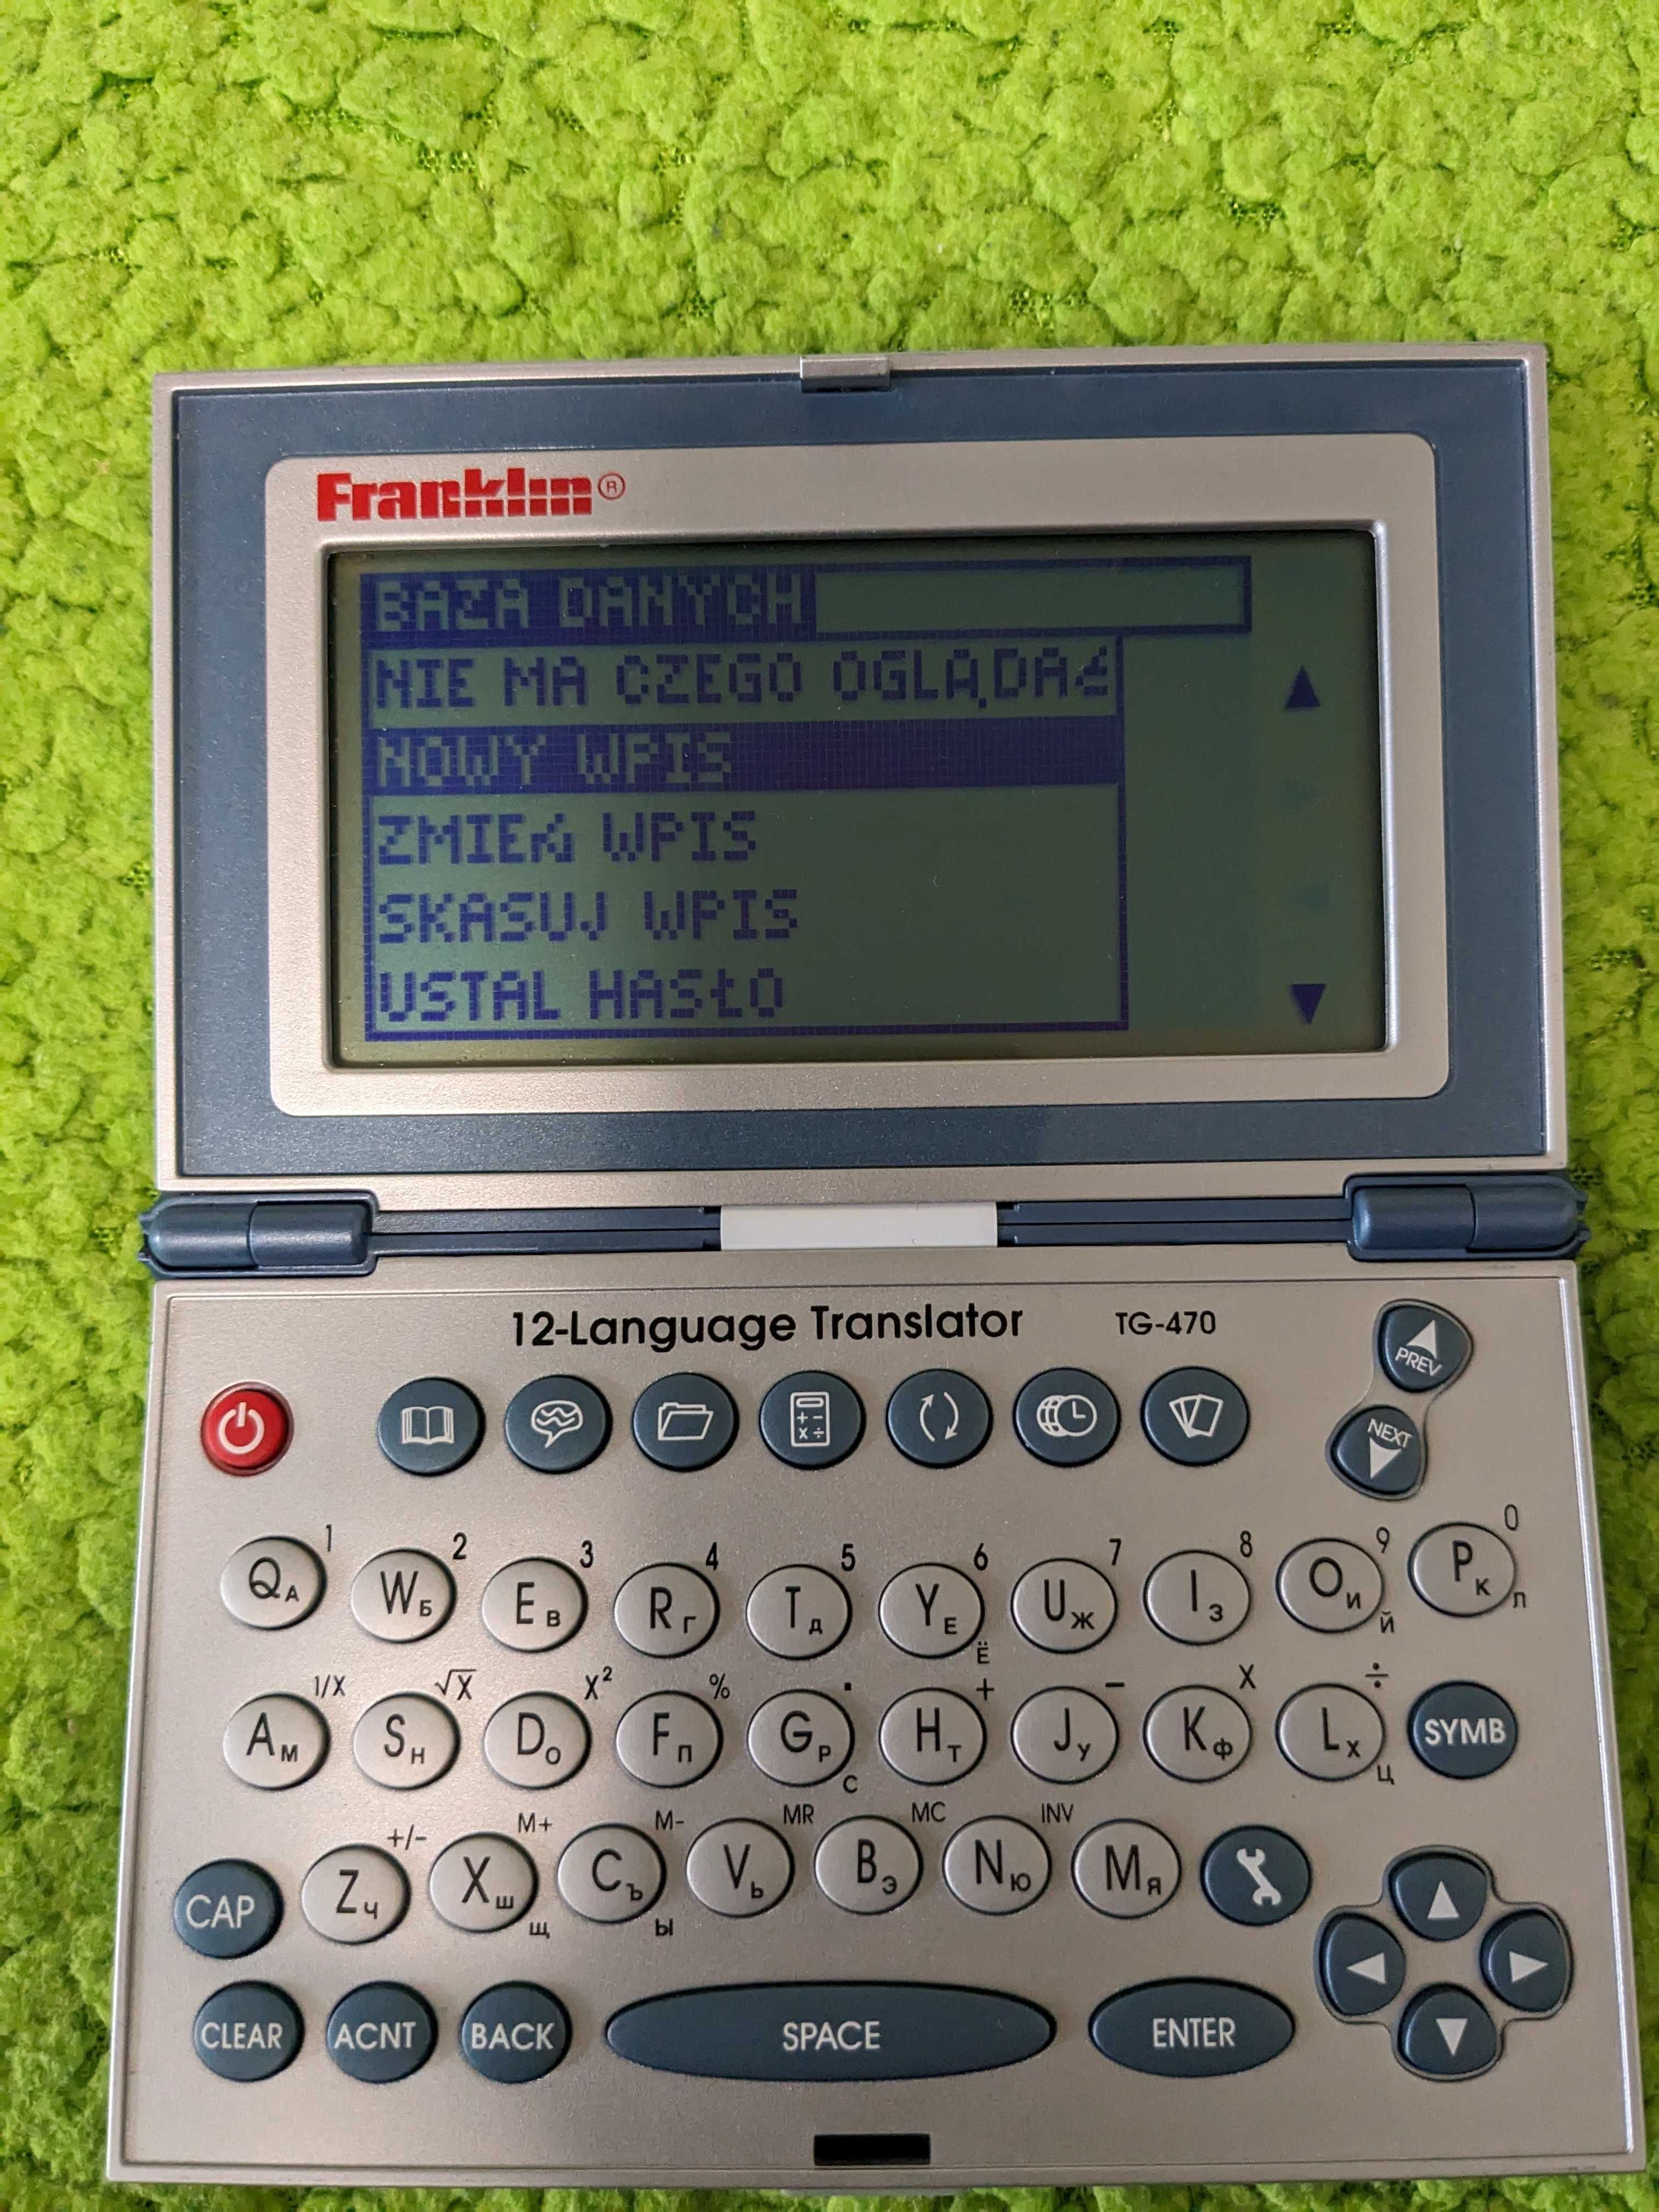 Franklin®
BAZA DANYCH
NIE MA CZEGO OGLĄDAĆ
NOWY WPIS
ZMIEŃ WPIS
SKASUJ WPIS
USTAL HASŁO
12-Language Translator TG-470
PREV
NEXT
1 2 3 4 5 6 7 8 9 0
QА WБ EВ RГ TД YЕ Ё UЖ IЗ OИ Й PК Л
1/X √X X² % . + − X ÷
AМ SН DО FП GР С HТ JУ KФ LХ Ц SYMB
+/- M+ M- MR MC INV
CAP ZЧ XШ Щ CЪ Ы VЬ BЭ NЮ MЯ
CLEAR ACNT BACK SPACE ENTER